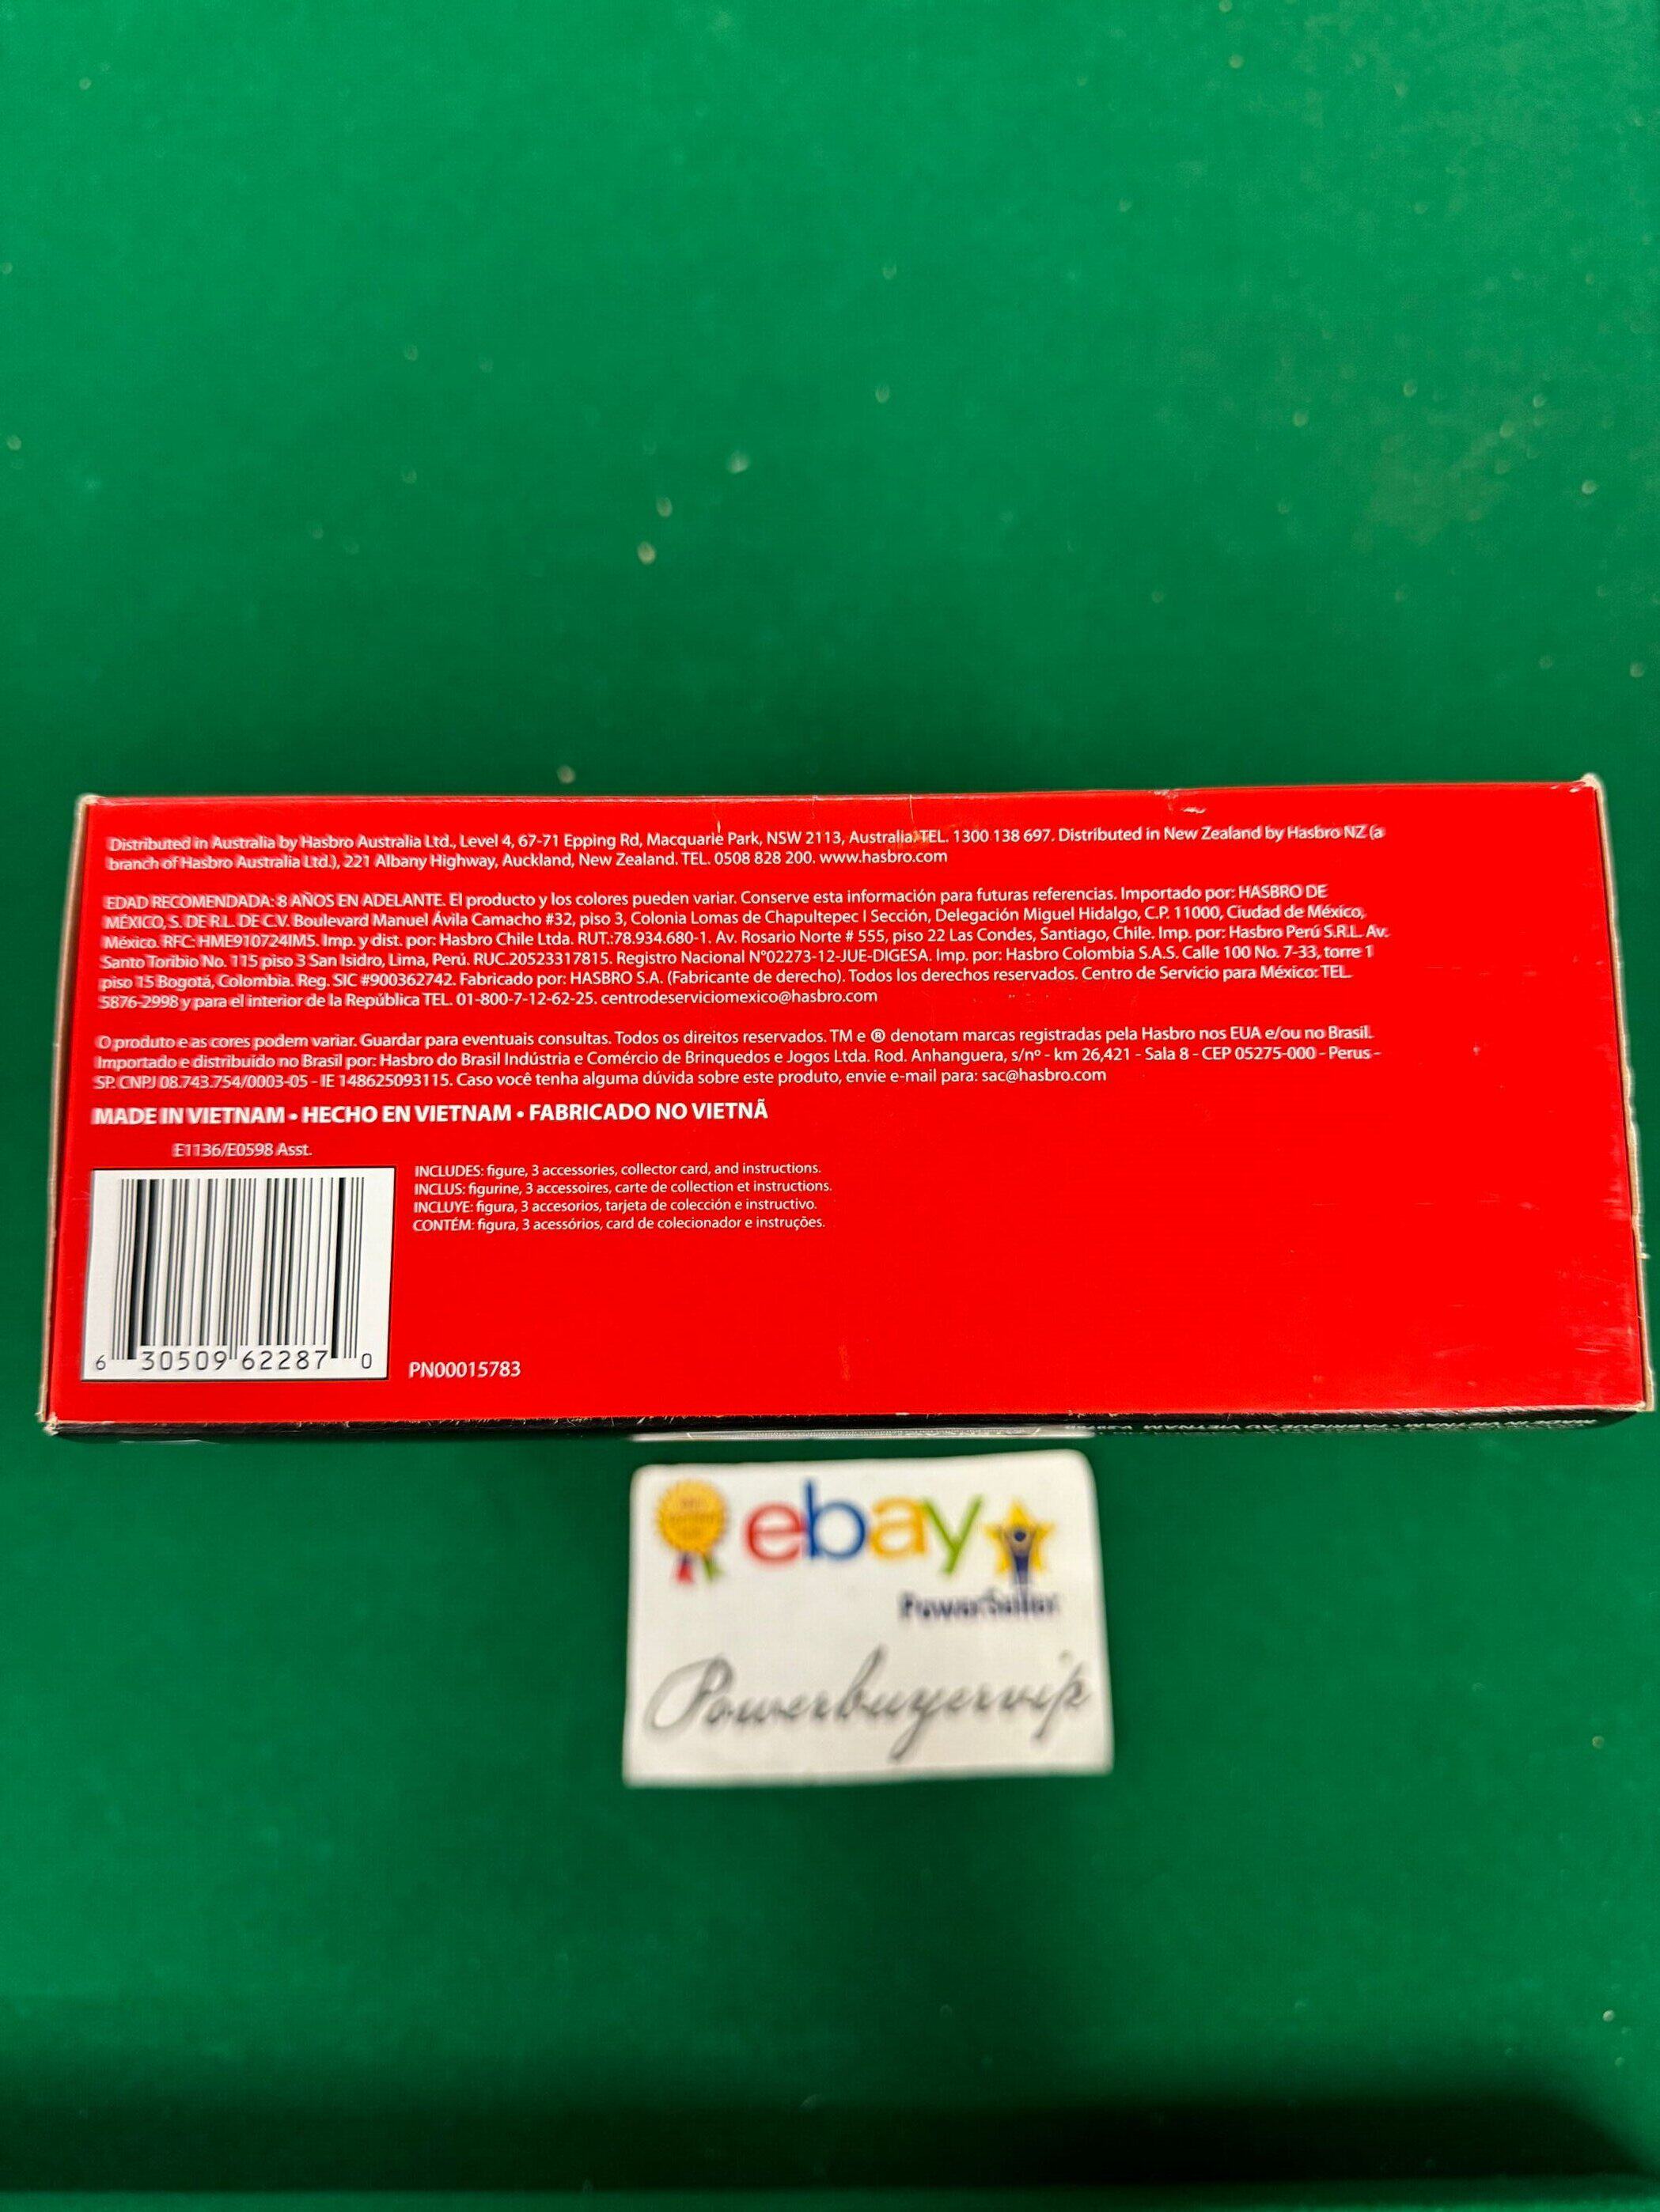 Distributed in Australia by Hasbro Australia Ltd., Level 4, 67-71 Epping Rd, Macquarie Park, NSW 2113, Australia. TEL. 1300 138 697. Distributed in New Zealand by Hasbro NZ (a
branch of Hasbro Australia Ltd.), 221 Albany Highway, Auckland, New Zealand. TEL. 0508 828 200. www.hasbro.com
EDAD RECOMENDADA: 8 AÑOS EN ADELANTE. El producto y los colores pueden variar. Conserve esta información para futuras referencias. Importado por: HASBRO DE
MÉXICO, S. DE R.L. DE C.V. Boulevard Manuel Ávila Camacho #32, piso 3, Colonia Lomas de Chapultepec I Sección, Delegación Miguel Hidalgo, C.P. 11000, Ciudad de México,
México. RFC: HME910724IM5. Imp. y dist. por: Hasbro Chile Ltda. RUT.:78.934.680-1. Av. Rosario Norte # 555, piso 22 Las Condes, Santiago, Chile. Imp. por: Hasbro Perú S.R.L. Av.
Santo Toribio No. 115 piso 3 San Isidro, Lima, Perú. RUC.20523317815. Registro Nacional N°02273-12-JUE-DIGESA. Imp. por: Hasbro Colombia S.A.S. Calle 100 No. 7-33, torre 1
piso 15 Bogotá, Colombia. Reg. SIC #900362742. Fabricado por: HASBRO S.A. (Fabricante de derecho). Todos los derechos reservados. Centro de Servicio para México: TEL.
5876-2998 y para el interior de la República TEL. 01-800-7-12-62-25. centrodeserviciomexico@hasbro.com
O produto e as cores podem variar. Guardar para eventuais consultas. Todos os direitos reservados. TM e ® denotam marcas registradas pela Hasbro nos EUA e/ou no Brasil.
Importado e distribuído no Brasil por: Hasbro do Brasil Indústria e Comércio de Brinquedos e Jogos Ltda. Rod. Anhanguera, s/nº - km 26,421 - Sala 8 - CEP 05275-000 - Perus -
SP. CNPJ 08.743.754/0003-05 - IE 148625093115. Caso você tenha alguma dúvida sobre este produto, envie e-mail para: sac@hasbro.com
MADE IN VIETNAM • HECHO EN VIETNAM • FABRICADO NO VIETNÃ
E1136/E0598 Asst.
INCLUDES: figure, 3 accessories, collector card, and instructions.
INCLUS: figurine, 3 accessoires, carte de collection et instructions.
INCLUYE: figura, 3 accesorios, tarjeta de colección e instructivo.
CONTÉM: figura, 3 acessórios, card de colecionador e instruções.
6 30509 62287 0
PN00015783
ebay
PowerSeller
Powerbuyervip